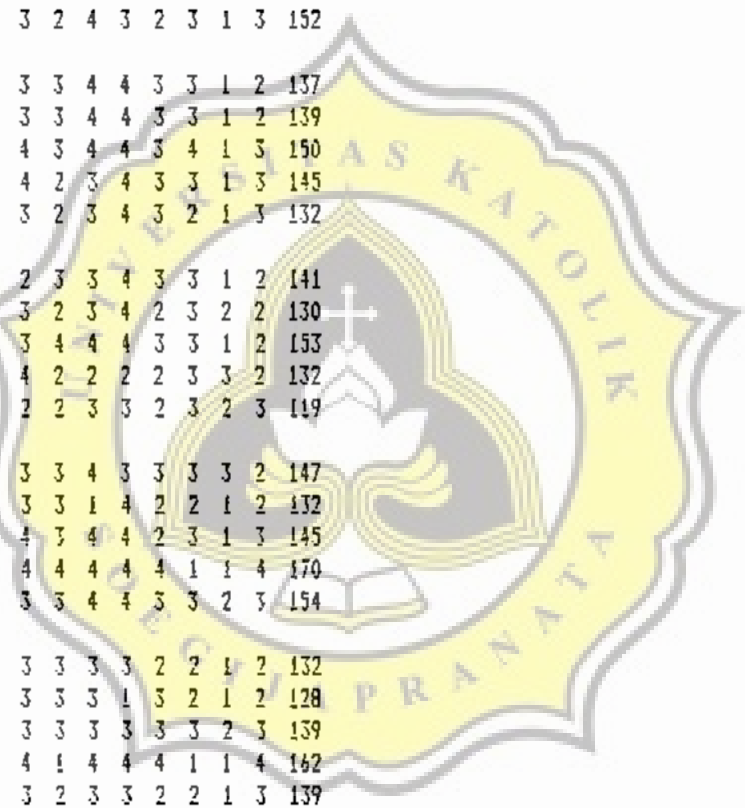 3 2 4 3 2 3 1 3 152
3 3 4 4 3 3 1 2 137
3 3 4 4 3 3 1 2 139
4 3 4 4 3 4 1 3 150
4 2 3 4 3 3 1 3 145
3 2 3 4 3 2 1 3 132
2 3 3 4 3 3 1 2 141
3 2 3 4 2 3 2 2 130
3 4 4 4 3 3 1 2 153
4 2 2 2 2 3 3 2 132
2 2 3 3 2 3 2 3 119
3 3 4 3 3 3 3 2 147
3 3 1 4 2 2 1 2 132
4 3 4 4 2 3 1 3 145
4 4 4 4 4 1 1 4 170
3 3 4 4 3 3 2 3 154
3 3 3 3 2 2 1 2 132
3 3 3 1 3 2 1 2 128
3 3 3 3 3 3 2 3 139
4 1 4 4 4 1 1 4 162
3 2 3 3 2 2 1 3 139
UNIVERSITAS KATOLIK
SOEGIJAPRANATA